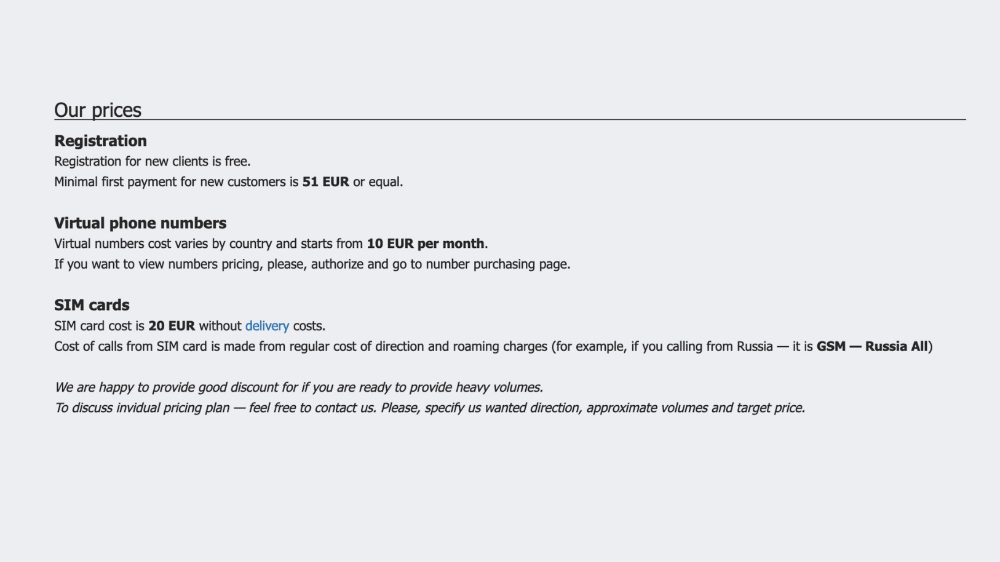 Our prices
Registration
Registration for new clients is free.
Minimal first payment for new customers is 51 EUR or equal.
Virtual phone numbers
Virtual numbers cost varies by country and starts from 10 EUR per month.
If you want to view numbers pricing, please, authorize and go to number purchasing page.
SIM cards
SIM card cost is 20 EUR without delivery costs.
Cost of calls from SIM card is made from regular cost of direction and roaming charges (for example, if you calling from Russia — it is GSM — Russia All)
We are happy to provide good discount for if you are ready to provide heavy volumes.
To discuss invidual pricing plan — feel free to contact us. Please, specify us wanted direction, approximate volumes and target price.